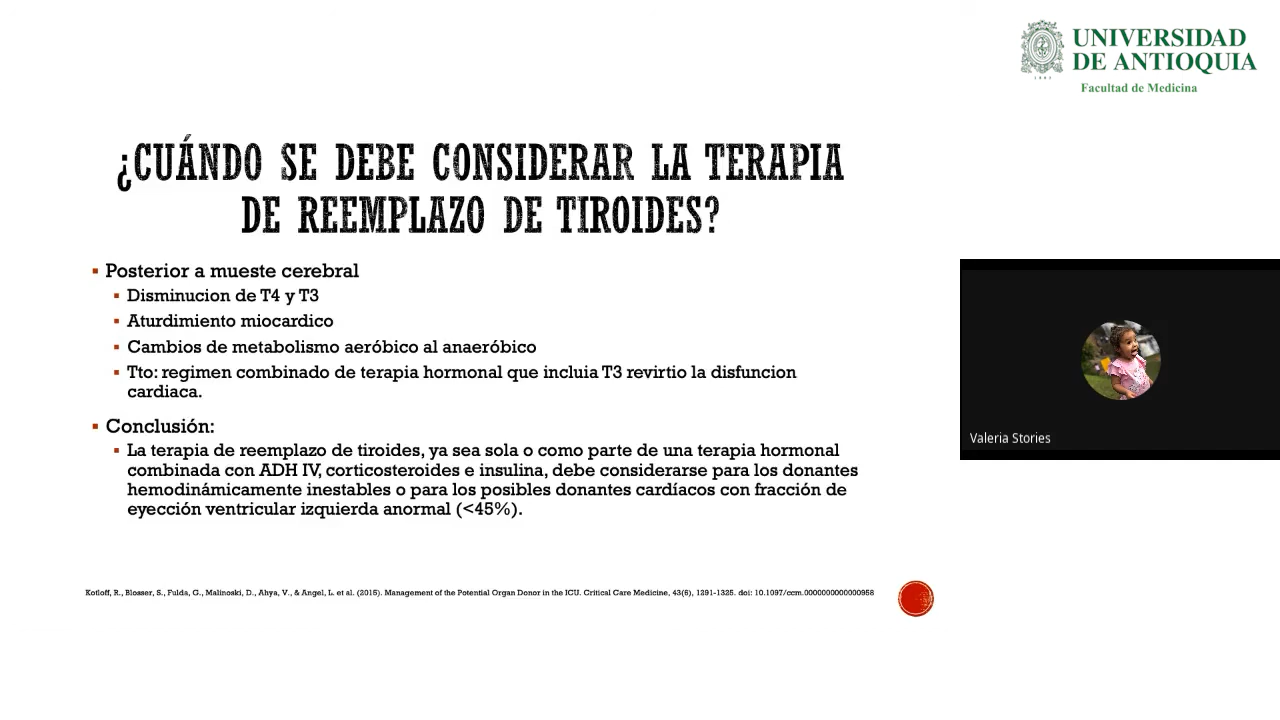 UNIVERSIDAD
DE ANTIOQUIA
1803
Facultad de Medicina
¿CUÁNDO SE DEBE CONSIDERAR LA TERAPIA
DE REEMPLAZO DE TIROIDES?
▪ Posterior a mueste cerebral
▪ Disminucion de T4 y T3
▪ Aturdimiento miocardico
▪ Cambios de metabolismo aeróbico al anaeróbico
▪ Tto: regimen combinado de terapia hormonal que incluia T3 revirtio la disfuncion
cardiaca.
▪ Conclusión:
▪ La terapia de reemplazo de tiroides, ya sea sola o como parte de una terapia hormonal
combinada con ADH IV, corticosteroides e insulina, debe considerarse para los donantes
hemodinámicamente inestables o para los posibles donantes cardíacos con fracción de
eyección ventricular izquierda anormal (<45%).
Kotloff, R., Blosser, S., Fulda, G., Malinoski, D., Ahya, V., & Angel, L. et al. (2015). Management of the Potential Organ Donor in the ICU. Critical Care Medicine, 43(6), 1291-1325. doi: 10.1097/ccm.0000000000000958
Valeria Stories